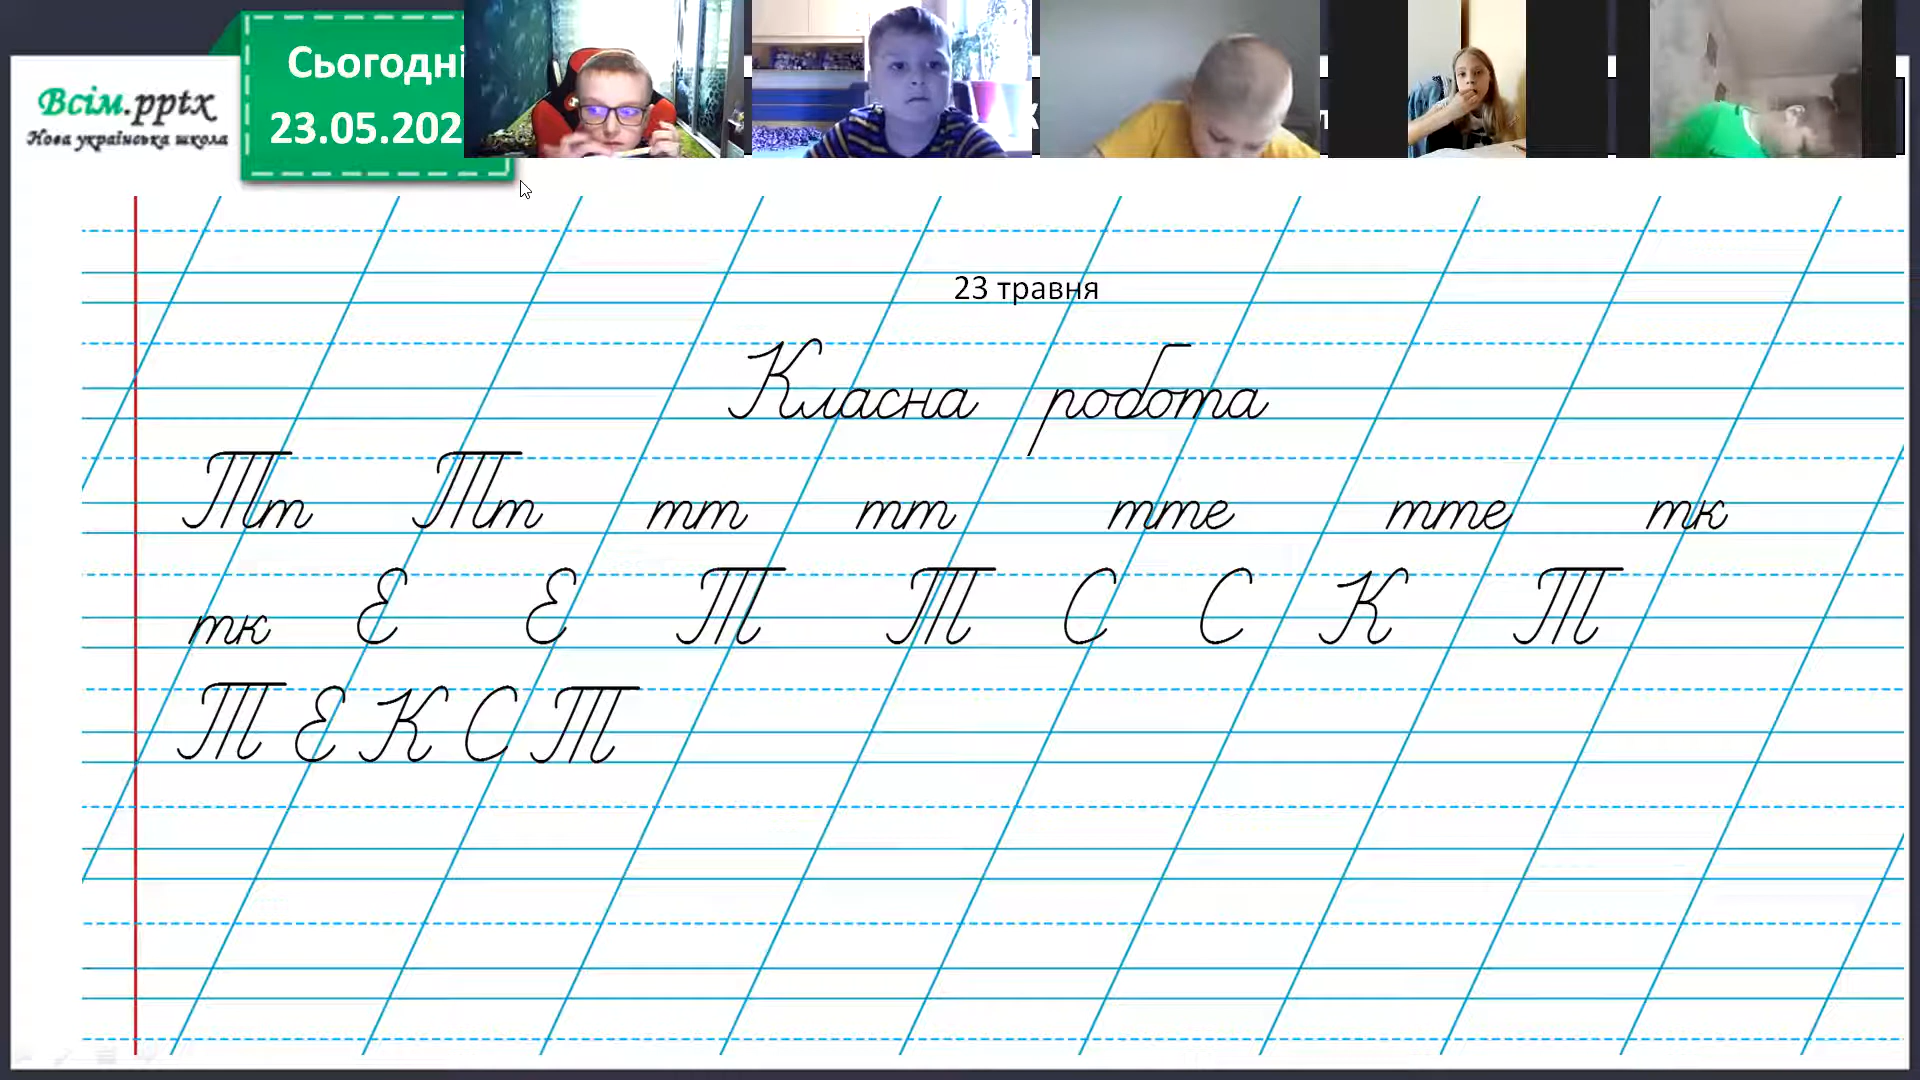 Сьогодні
23.05.202
Всім.pptx
Нова українська школа
23 травня
Класна робота
Тт Тт тт тт тте тте тк
тк Е Е Т Т С С К Т
Т Е К С Т